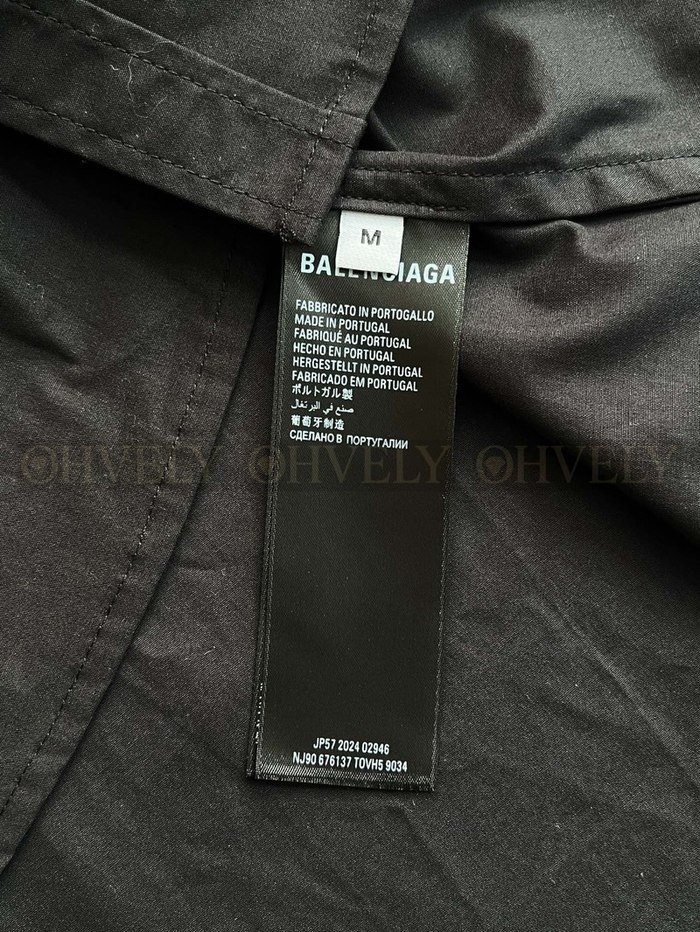 M
BALENCIAGA
FABBRICATO IN PORTOGALLO
MADE IN PORTUGAL
FABRIQUÉ AU PORTUGAL
HECHO EN PORTUGAL
HERGESTELLT IN PORTUGAL
FABRICADO EM PORTUGAL
ポルトガル製
صنع في البرتغال
葡萄牙制造
СДЕЛАНО В ПОРТУГАЛИИ
OHVELY OHVELY OHVELY
JP57 2024 02946
NJ90 676137 TOVH5 9034